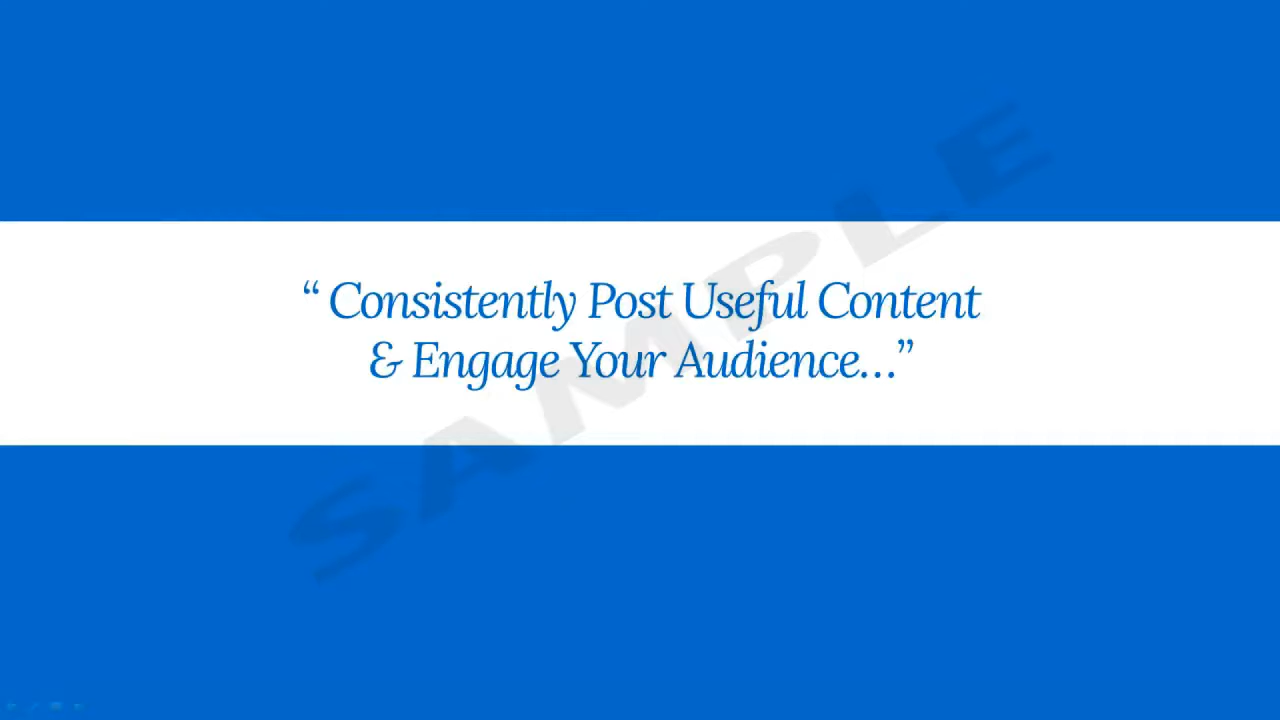 “ Consistently Post Useful Content
& Engage Your Audience...”
SAMPLE